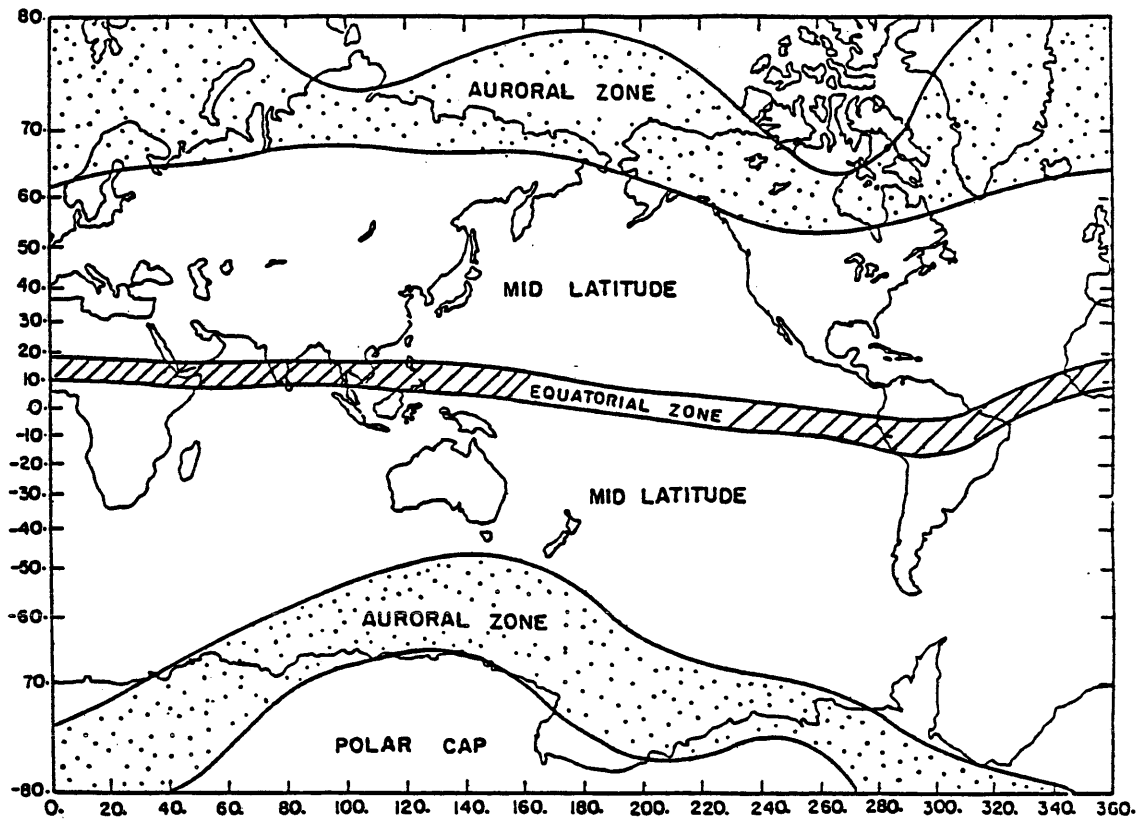 80.
AURORAL ZONE
70
60.
50
MID LATITUDE
40.
30
20
10
EQUATORIAL ZONE
.0.
-10
-20
MID LATITUDE
-30
-40
-50
AURORAL ZONE
-60.
70.
POLAR CAP
-80
0. 20. 40. 60. 80. 100. 120. 140. 160. 180. 200. 220. 240. 260. 280. 300. 320. 340. 360.